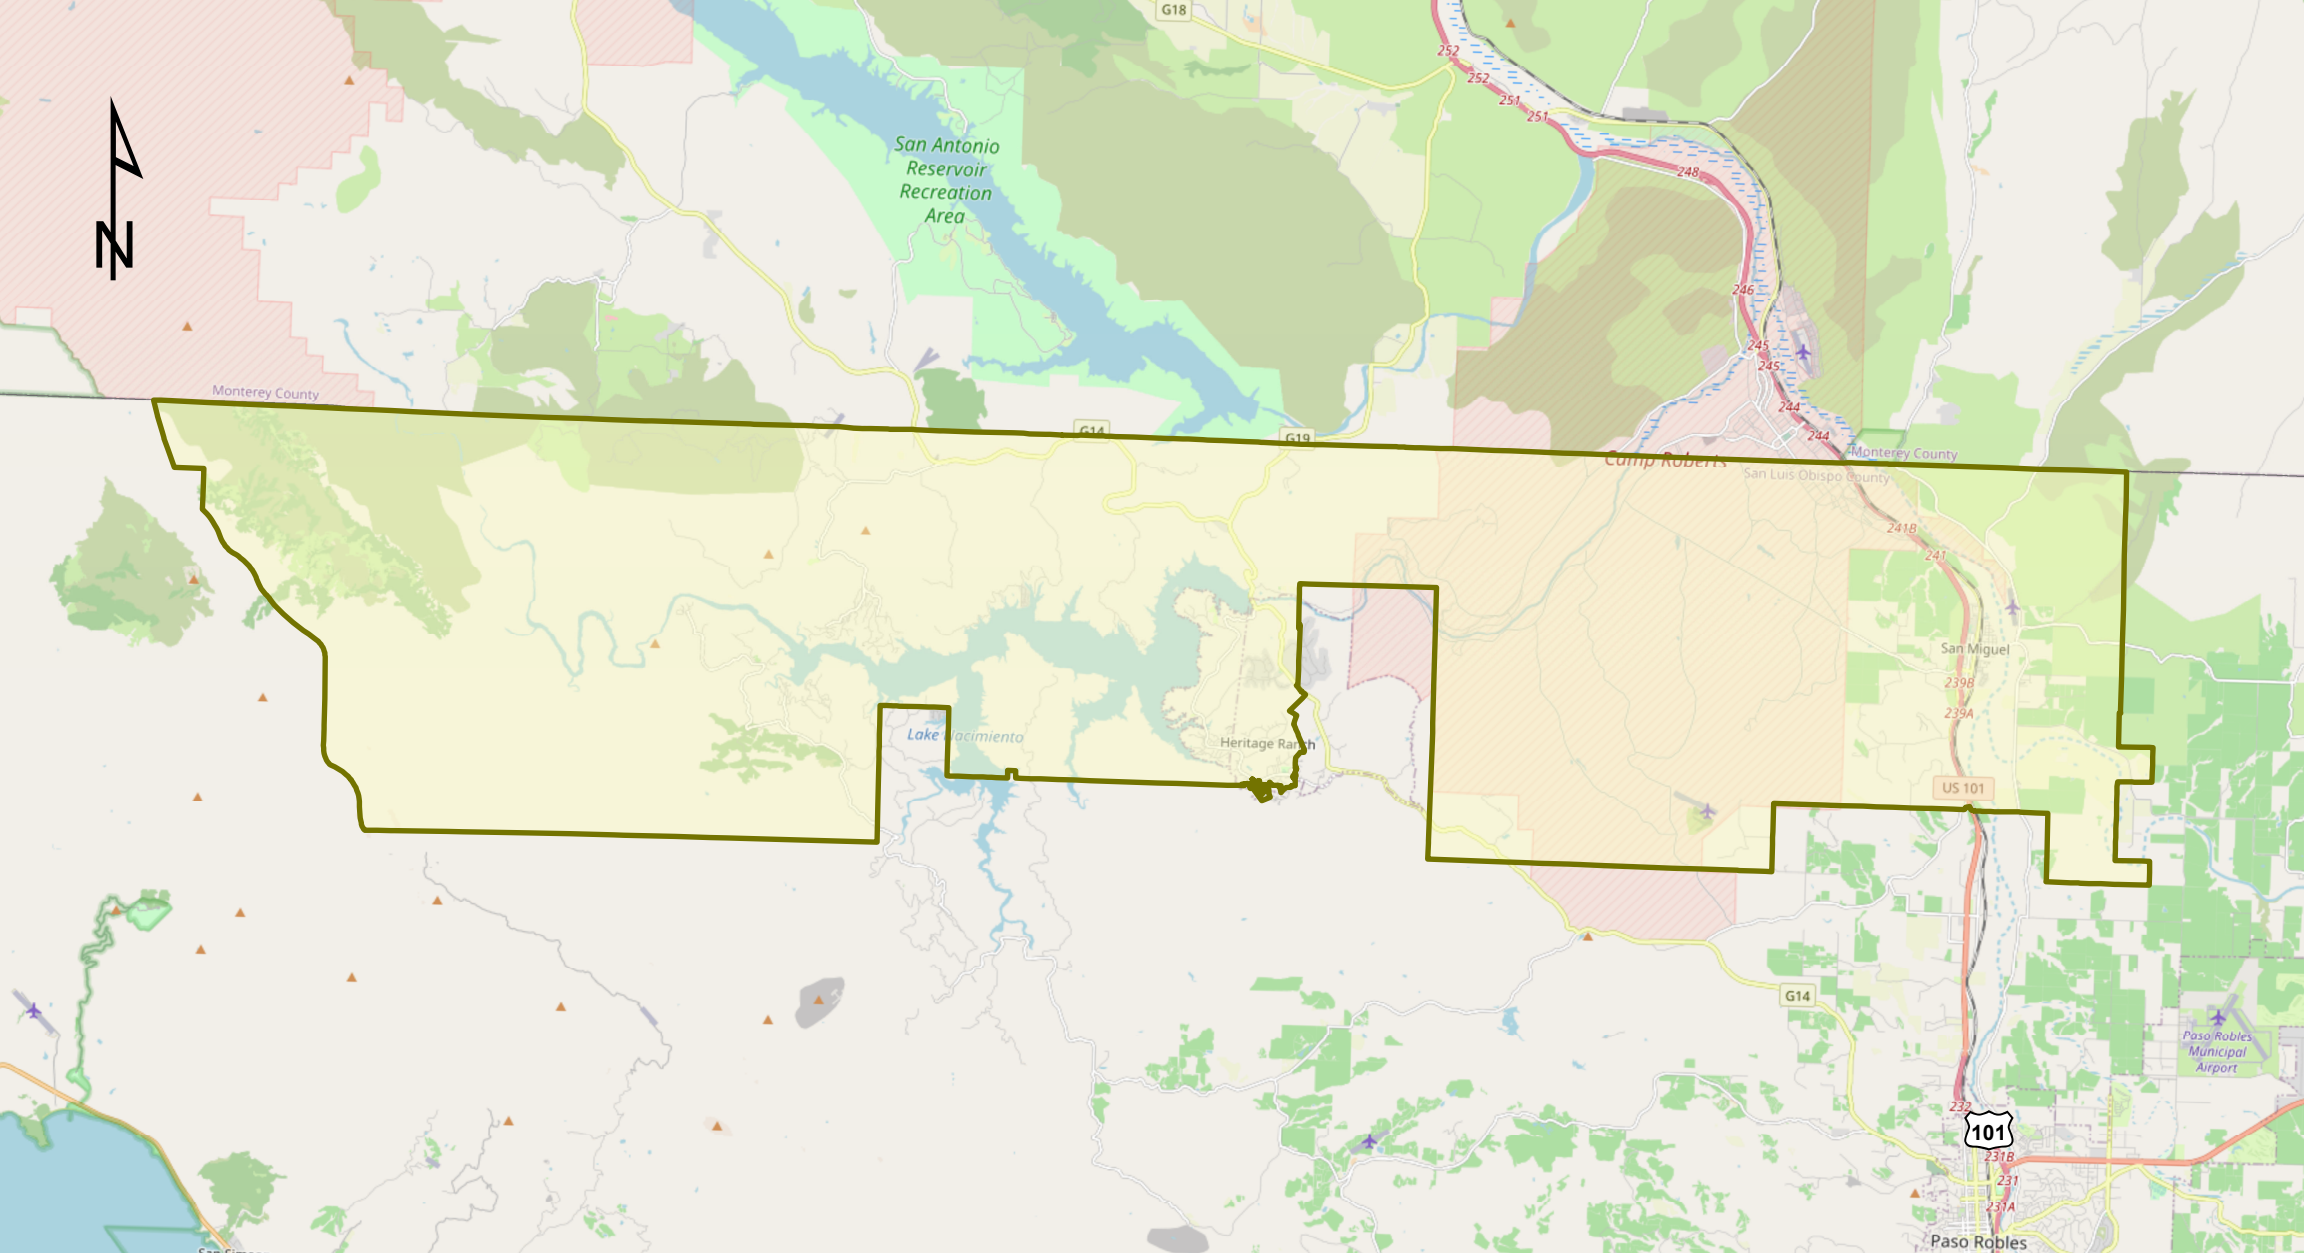 G18
252
252
251
251
San Antonio
Reservoir
Recreation
Area
248
N
246
245
245
Monterey County
244
G14
G19
244
Monterey County
Camp Roberts
San Luis Obispo County
241B
241
San Miguel
239B
239A
Lake Nacimiento
Heritage Ranch
US 101
G14
Paso Robles
Municipal
Airport
232
101
231B
231
231A
Paso Robles